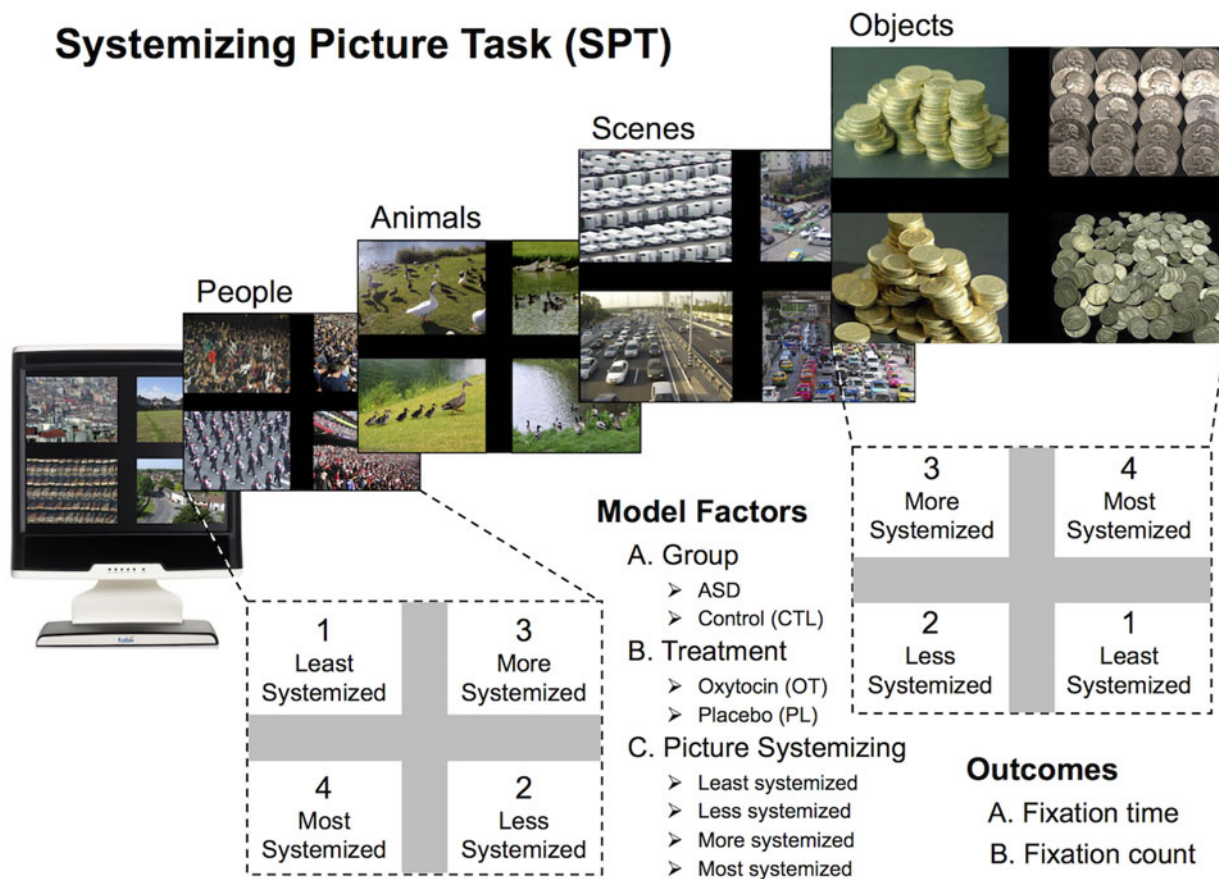 Systemizing Picture Task (SPT)
Objects
Scenes
Animals
People
1
Least
Systemized
3
More
Systemized
4
Most
Systemized
2
Less
Systemized
Model Factors
A. Group
➢ ASD
➢ Control (CTL)
B. Treatment
➢ Oxytocin (OT)
➢ Placebo (PL)
C. Picture Systemizing
➢ Least systemized
➢ Less systemized
➢ More systemized
➢ Most systemized
3
More
Systemized
4
Most
Systemized
2
Less
Systemized
1
Least
Systemized
Outcomes
A. Fixation time
B. Fixation count
tobii